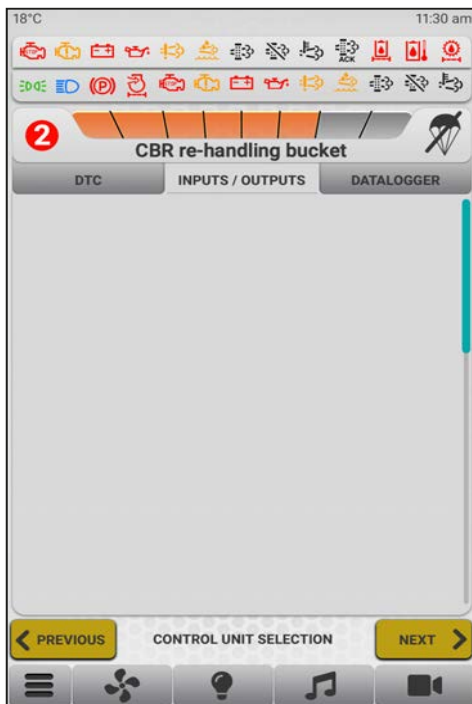 18°C 11:30 am
ACK
(P)
2
CBR re-handling bucket
DTC INPUTS / OUTPUTS DATALOGGER
PREVIOUS CONTROL UNIT SELECTION NEXT